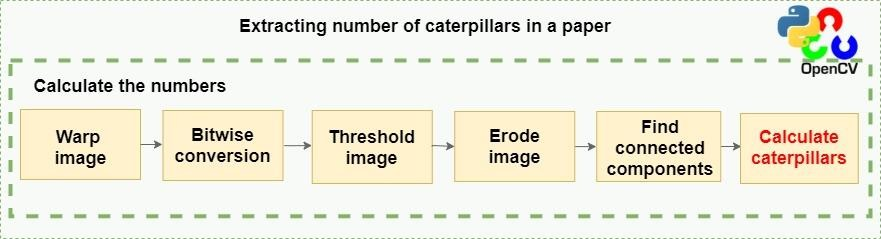 Extracting number of caterpillars in a paper
OpenCV
Calculate the numbers
Warp
image
Bitwise
conversion
Threshold
image
Erode
image
Find
connected
components
Calculate
caterpillars